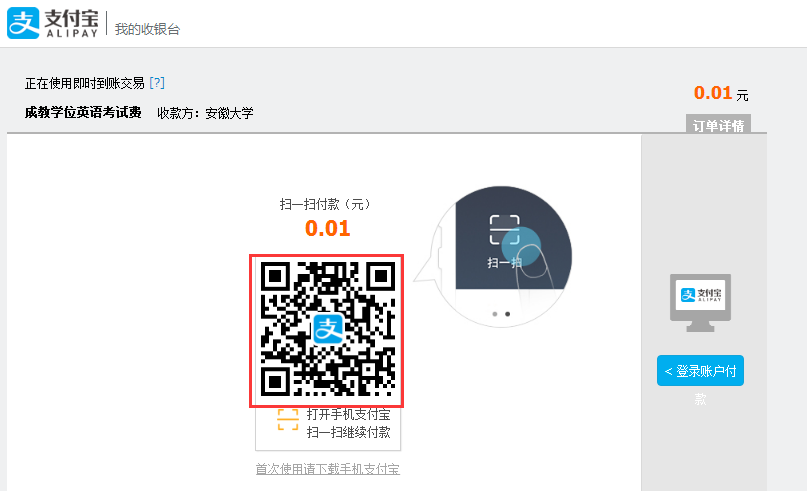 支付宝
ALIPAY
我的收银台
正在使用即时到账交易 [?]
0.01 元
成教学位英语考试费 收款方：安徽大学
订单详情
扫一扫付款（元）
0.01
扫一扫
支
打开手机支付宝
扫一扫继续付款
首次使用请下载手机支付宝
支付宝
ALIPAY
< 登录账户付
款